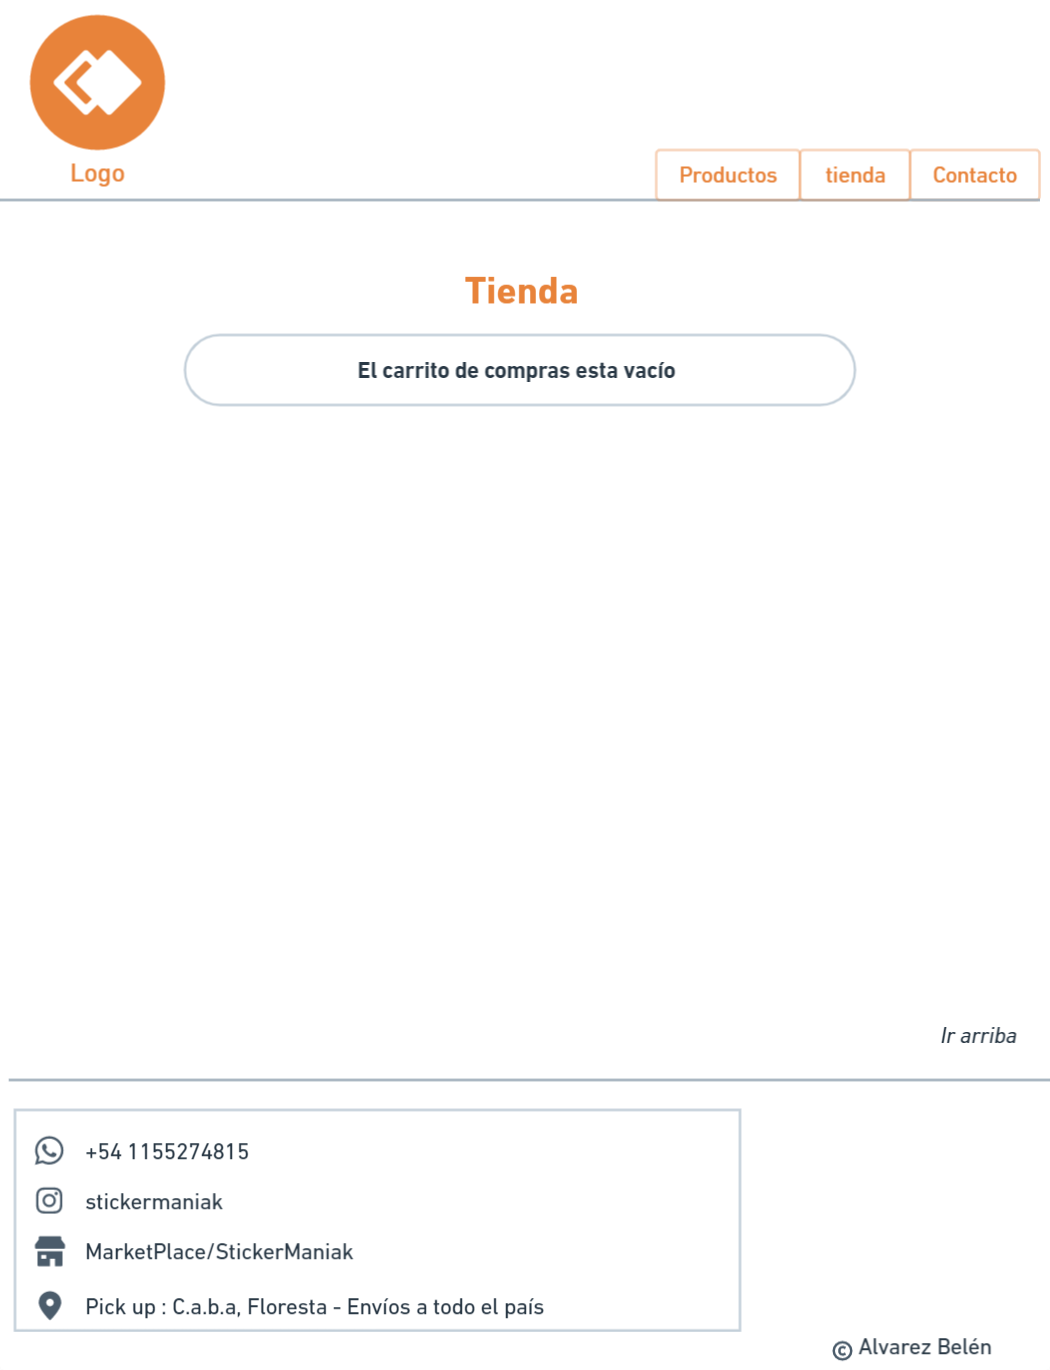 Logo
Productos tienda Contacto
Tienda
El carrito de compras esta vacío
Ir arriba
+54 1155274815
stickermaniak
MarketPlace/StickerManiak
Pick up : C.a.b.a, Floresta - Envíos a todo el país
© Alvarez Belén